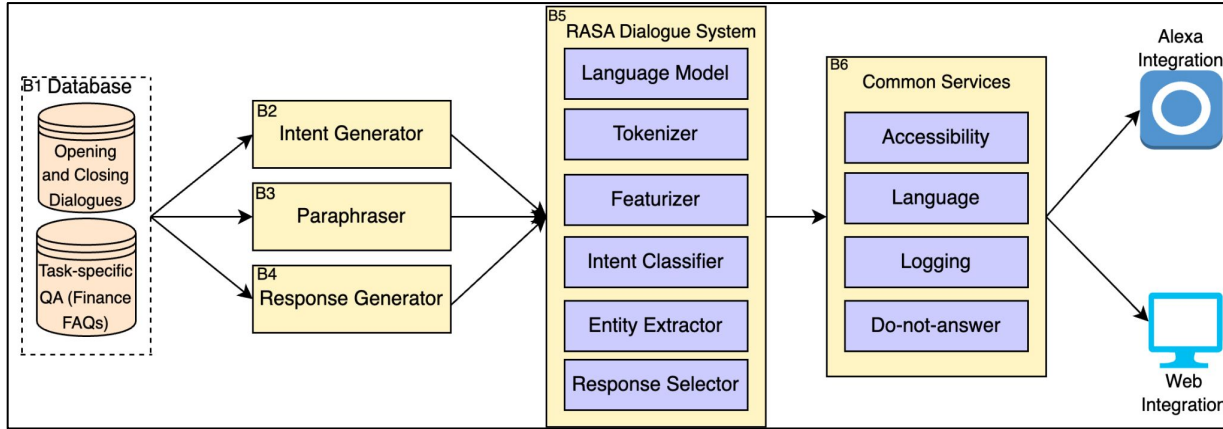 B1 Database
Opening
and Closing
Dialogues
Task-specific
QA (Finance
FAQs)
B2
Intent Generator
B3
Paraphraser
B4
Response Generator
B5
RASA Dialogue System
Language Model
Tokenizer
Featurizer
Intent Classifier
Entity Extractor
Response Selector
B6
Common Services
Accessibility
Language
Logging
Do-not-answer
Alexa
Integration
Web
Integration